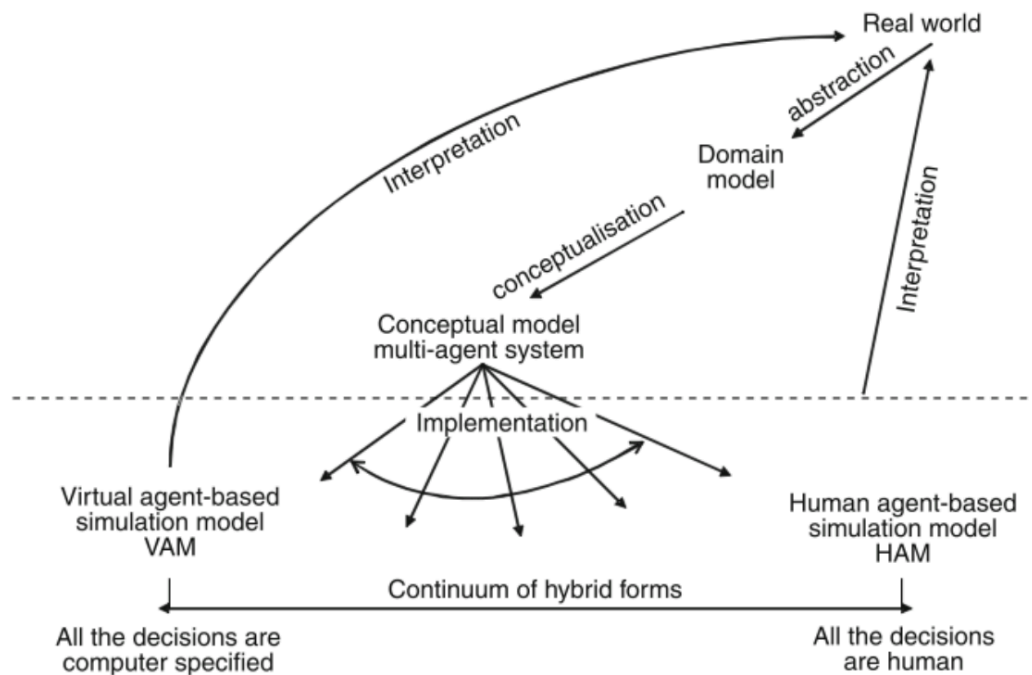 Real world
abstraction
Interpretation
Domain
model
conceptualisation
Interpretation
Conceptual model
multi-agent system
Implementation
Virtual agent-based
simulation model
VAM
Human agent-based
simulation model
HAM
Continuum of hybrid forms
All the decisions are
computer specified
All the decisions
are human